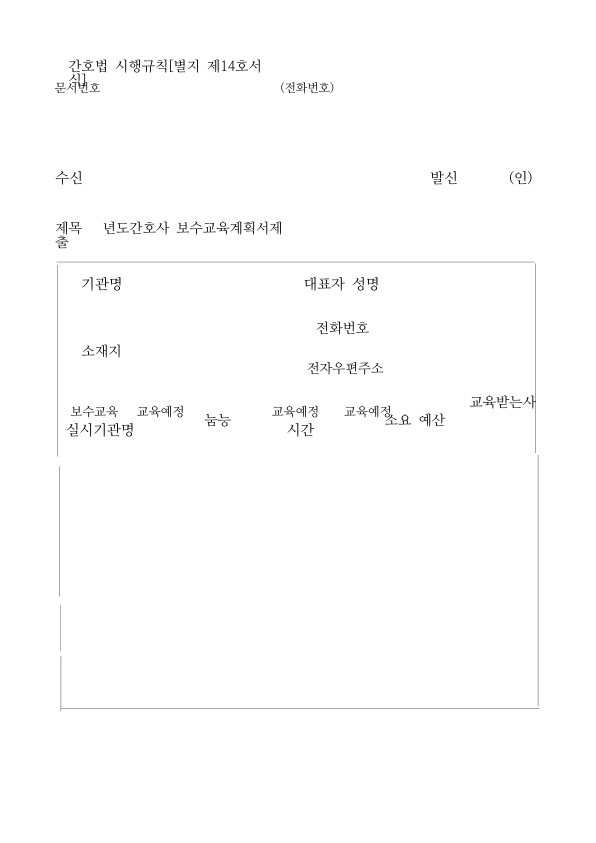 간호법 시행규칙[별지 제14호서
식]
문서번호 (전화번호)
수신 발신 (인)
제목 년도간호사 보수교육계획서제
출
기관명 대표자 성명
전화번호
소재지
전자우편주소
교육받는사
보수교육 교육예정 눔능 교육예정 교육예정 소요 예산
실시기관명 시간